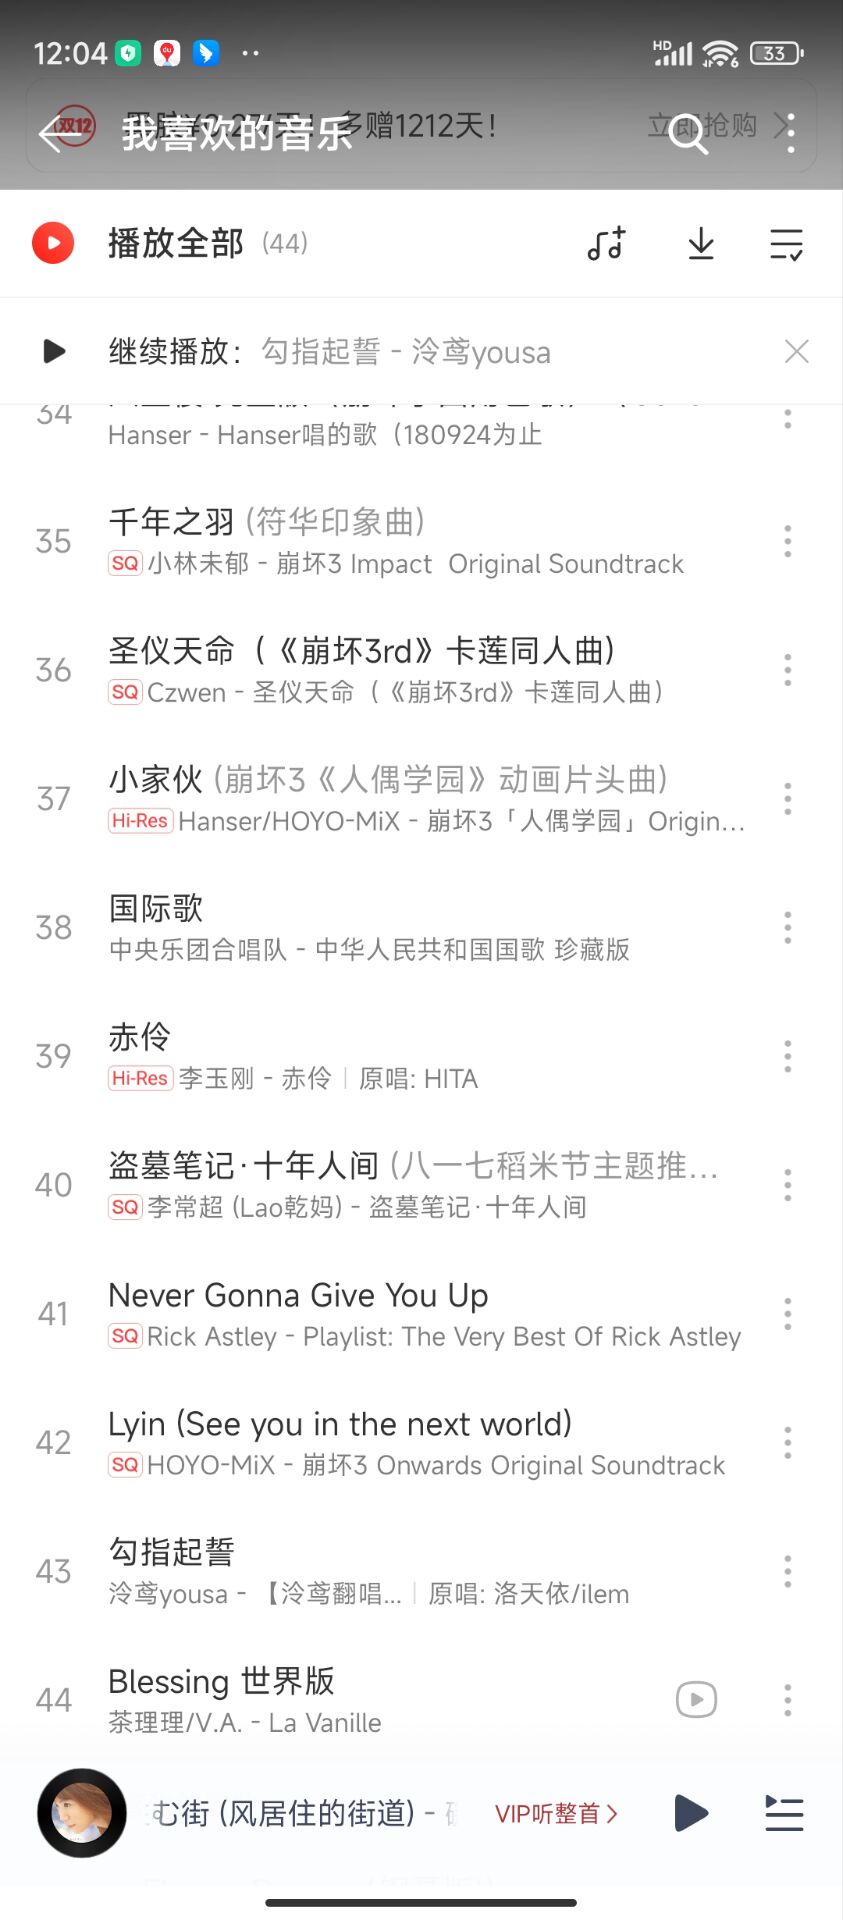 12:04
HD
6
33
双12
多赠1212天!
立即抢购
我喜欢的音乐
播放全部 (44)
继续播放: 勾指起誓 - 泠鸢yousa
34
Hanser - Hanser唱的歌（180924为止
35
千年之羽 (符华印象曲)
SQ 小林未郁 - 崩坏3 Impact Original Soundtrack
36
圣仪天命（《崩坏3rd》卡莲同人曲)
SQ Czwen - 圣仪天命（《崩坏3rd》卡莲同人曲）
37
小家伙 (崩坏3《人偶学园》动画片头曲)
Hi-Res Hanser/HOYO-MiX - 崩坏3「人偶学园」Origin...
38
国际歌
中央乐团合唱队 - 中华人民共和国国歌 珍藏版
39
赤伶
Hi-Res 李玉刚 - 赤伶 | 原唱: HITA
40
盗墓笔记·十年人间 (八一七稻米节主题推...
SQ 李常超 (Lao乾妈) - 盗墓笔记·十年人间
41
Never Gonna Give You Up
SQ Rick Astley - Playlist: The Very Best Of Rick Astley
42
Lyin (See you in the next world)
SQ HOYO-MiX - 崩坏3 Onwards Original Soundtrack
43
勾指起誓
泠鸢yousa - 【泠鸢翻唱... | 原唱: 洛天依/ilem
44
Blessing 世界版
茶理理/V.A. - La Vanille
む街 (风居住的街道) -
VIP听整首